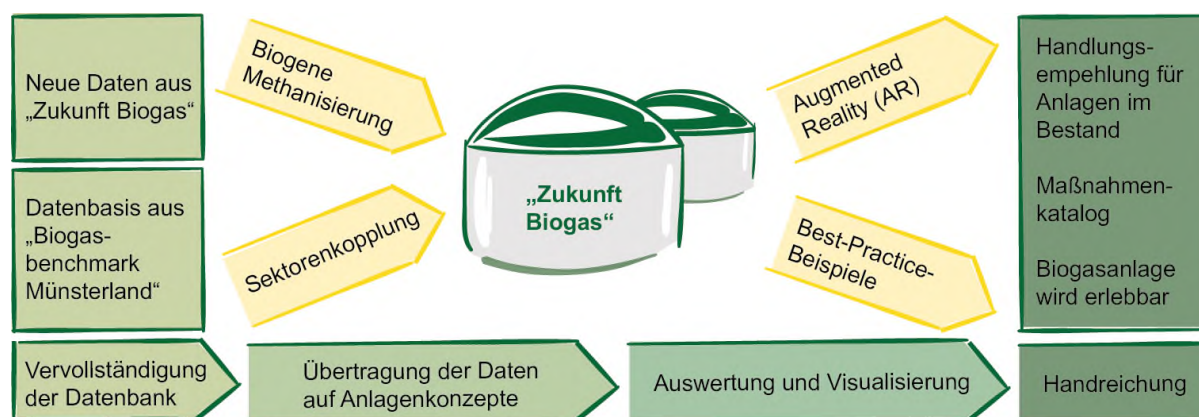 Neue Daten aus
„Zukunft Biogas“
Datenbasis aus
„Biogas-
benchmark
Münsterland“
Biogene
Methanisierung
Sektorenkopplung
„Zukunft
Biogas“
Augmented
Reality (AR)
Best-Practice-
Beispiele
Handlungs-
empehlung für
Anlagen im
Bestand
Maßnahmen-
katalog
Biogasanlage
wird erlebbar
Vervollständigung
der Datenbank
Übertragung der Daten
auf Anlagenkonzepte
Auswertung und Visualisierung
Handreichung